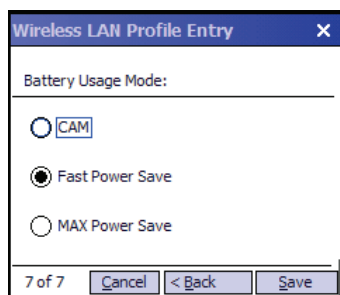 Wireless LAN Profile Entry X
Battery Usage Mode:
CAM
Fast Power Save
MAX Power Save
7 of 7 Cancel < Back Save